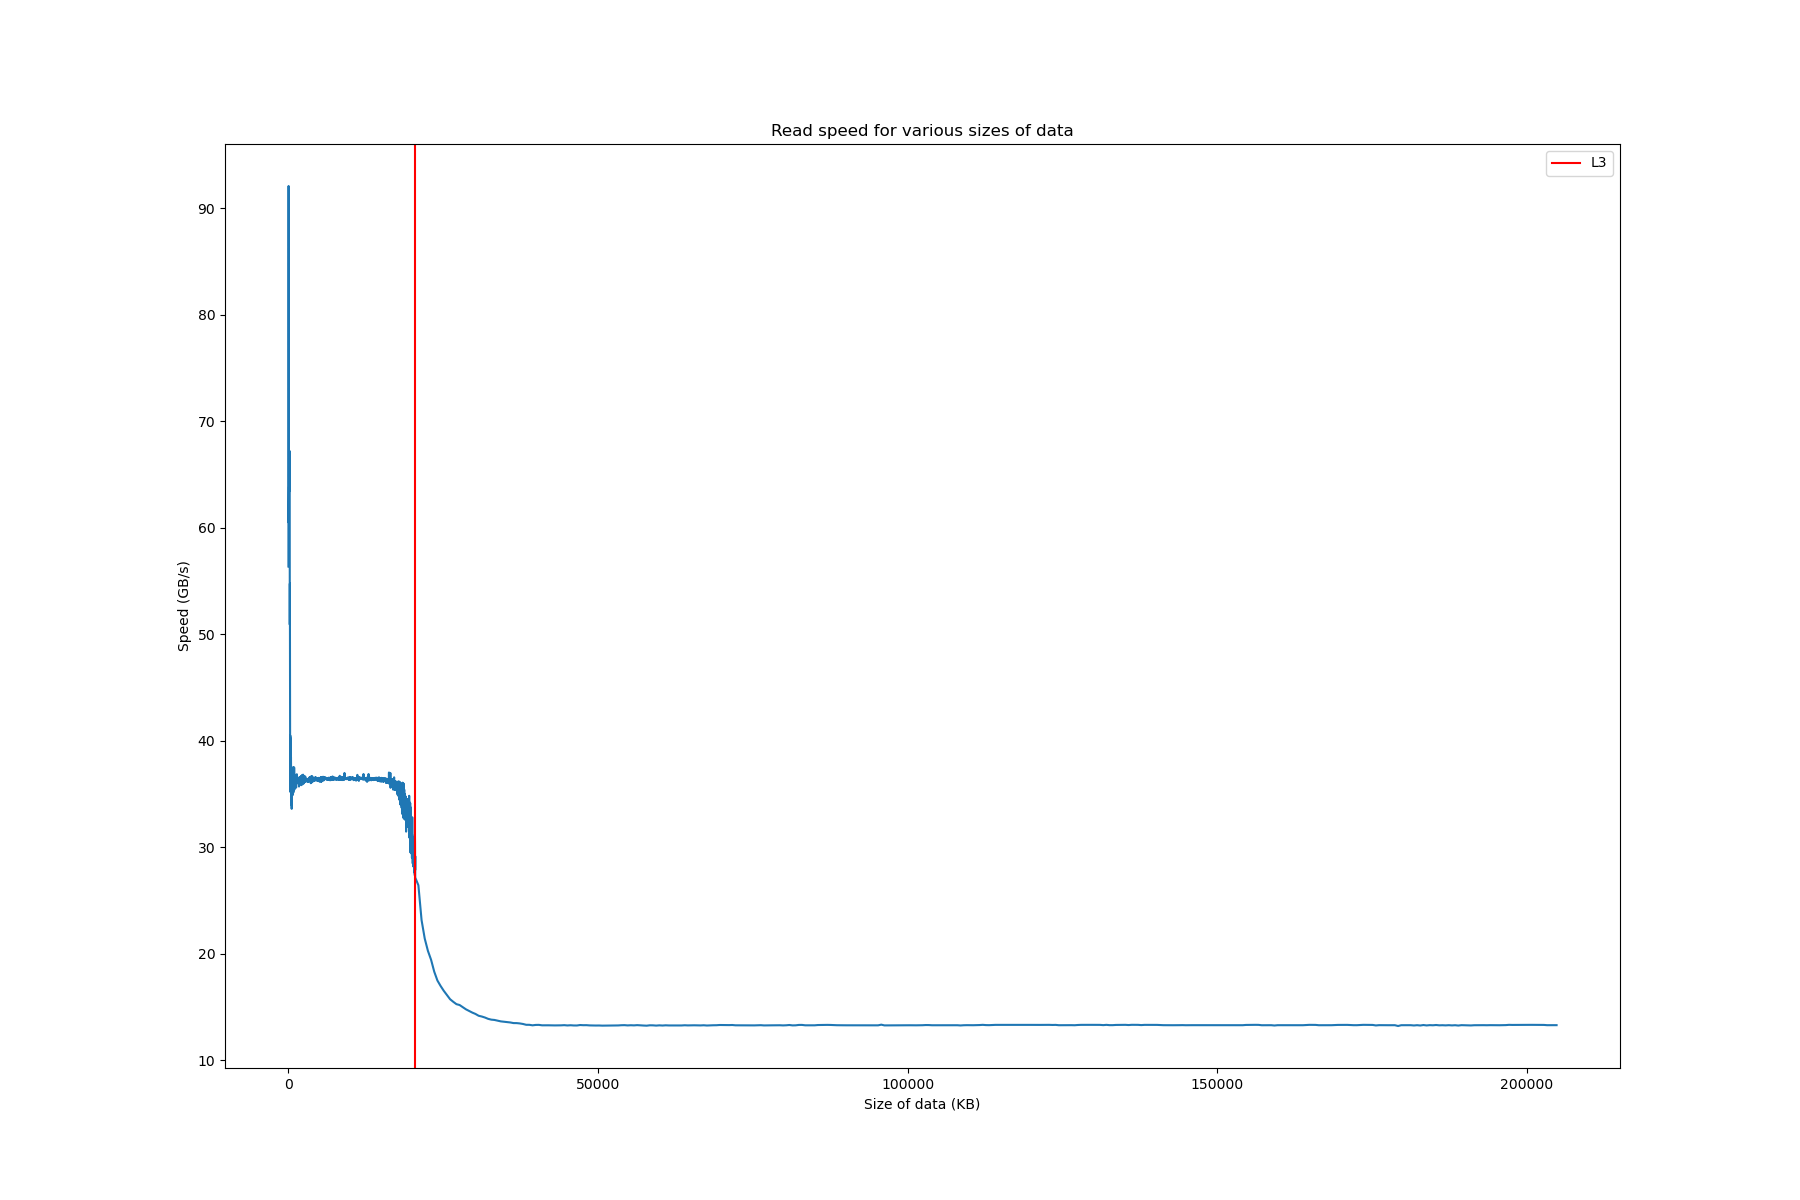 Read speed for various sizes of data
L3
90
80
70
60
50
40
30
20
10
Speed (GB/s)
0 50000 100000 150000 200000
Size of data (KB)